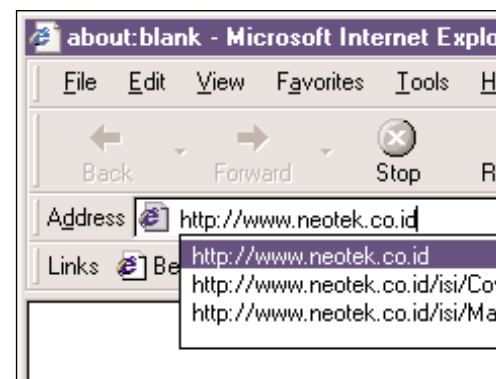 about:blank - Microsoft Internet Explo
File Edit View Favorites Tools H
Back Forward Stop R
Address http://www.neotek.co.id
Links Be http://www.neotek.co.id
http://www.neotek.co.id/isi/Cov
http://www.neotek.co.id/isi/Ma